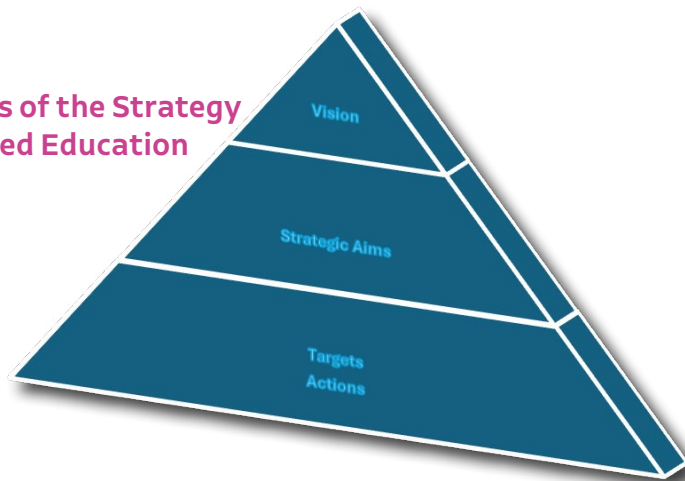 s of the Strategy
ed Education
Vision
Strategic Aims
Targets
Actions